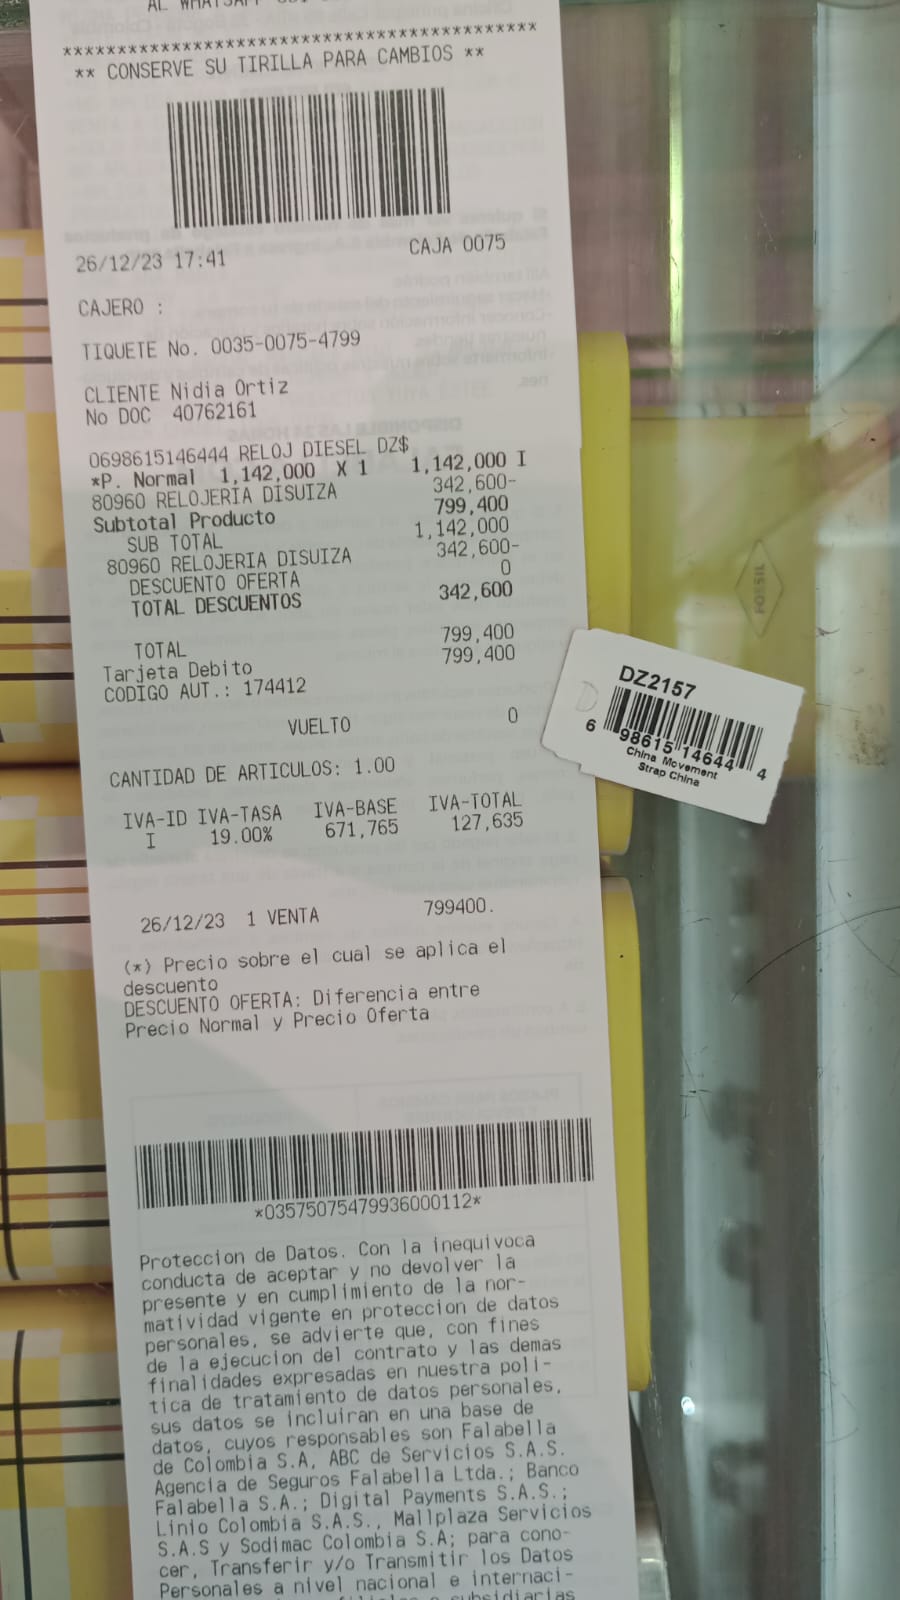 AL WHATSAPP
********************************************
** CONSERVE SU TIRILLA PARA CAMBIOS **
26/12/23 17:41 CAJA 0075
CAJERO :
TIQUETE No. 0035-0075-4799
CLIENTE Nidia Ortiz
No DOC 40762161
0698615146444 RELOJ DIESEL DZ$
*P. Normal 1,142,000 X 1 1,142,000 I
80960 RELOJERIA DISUIZA 342,600-
Subtotal Producto 799,400
SUB TOTAL 1,142,000
80960 RELOJERIA DISUIZA 342,600-
DESCUENTO OFERTA 0
TOTAL DESCUENTOS 342,600
TOTAL 799,400
Tarjeta Debito 799,400
CODIGO AUT.: 174412
VUELTO 0
CANTIDAD DE ARTICULOS: 1.00
IVA-ID IVA-TASA IVA-BASE IVA-TOTAL
I 19.00% 671,765 127,635
26/12/23 1 VENTA 799400.
(*) Precio sobre el cual se aplica el
descuento
DESCUENTO OFERTA: Diferencia entre
Precio Normal y Precio Oferta
*03575075479936000112*
Proteccion de Datos. Con la inequivoca
conducta de aceptar y no devolver la
presente y en cumplimiento de la nor-
matividad vigente en proteccion de datos
personales, se advierte que, con fines
de la ejecucion del contrato y las demas
finalidades expresadas en nuestra poli-
tica de tratamiento de datos personales,
sus datos se incluiran en una base de
datos, cuyos responsables son Falabella
de Colombia S.A, ABC de Servicios S.A.S.
Agencia de Seguros Falabella Ltda.; Banco
Falabella S.A.; Digital Payments S.A.S.;
Linio Colombia S.A.S., Mallplaza Servicios
S.A.S y Sodimac Colombia S.A; para cono-
cer, Transferir y/o Transmitir los Datos
Personales a nivel nacional e internaci-
subsidiarias
FOSSIL
D
DZ2157
6 98615 14644 4
China Movement
Strap China